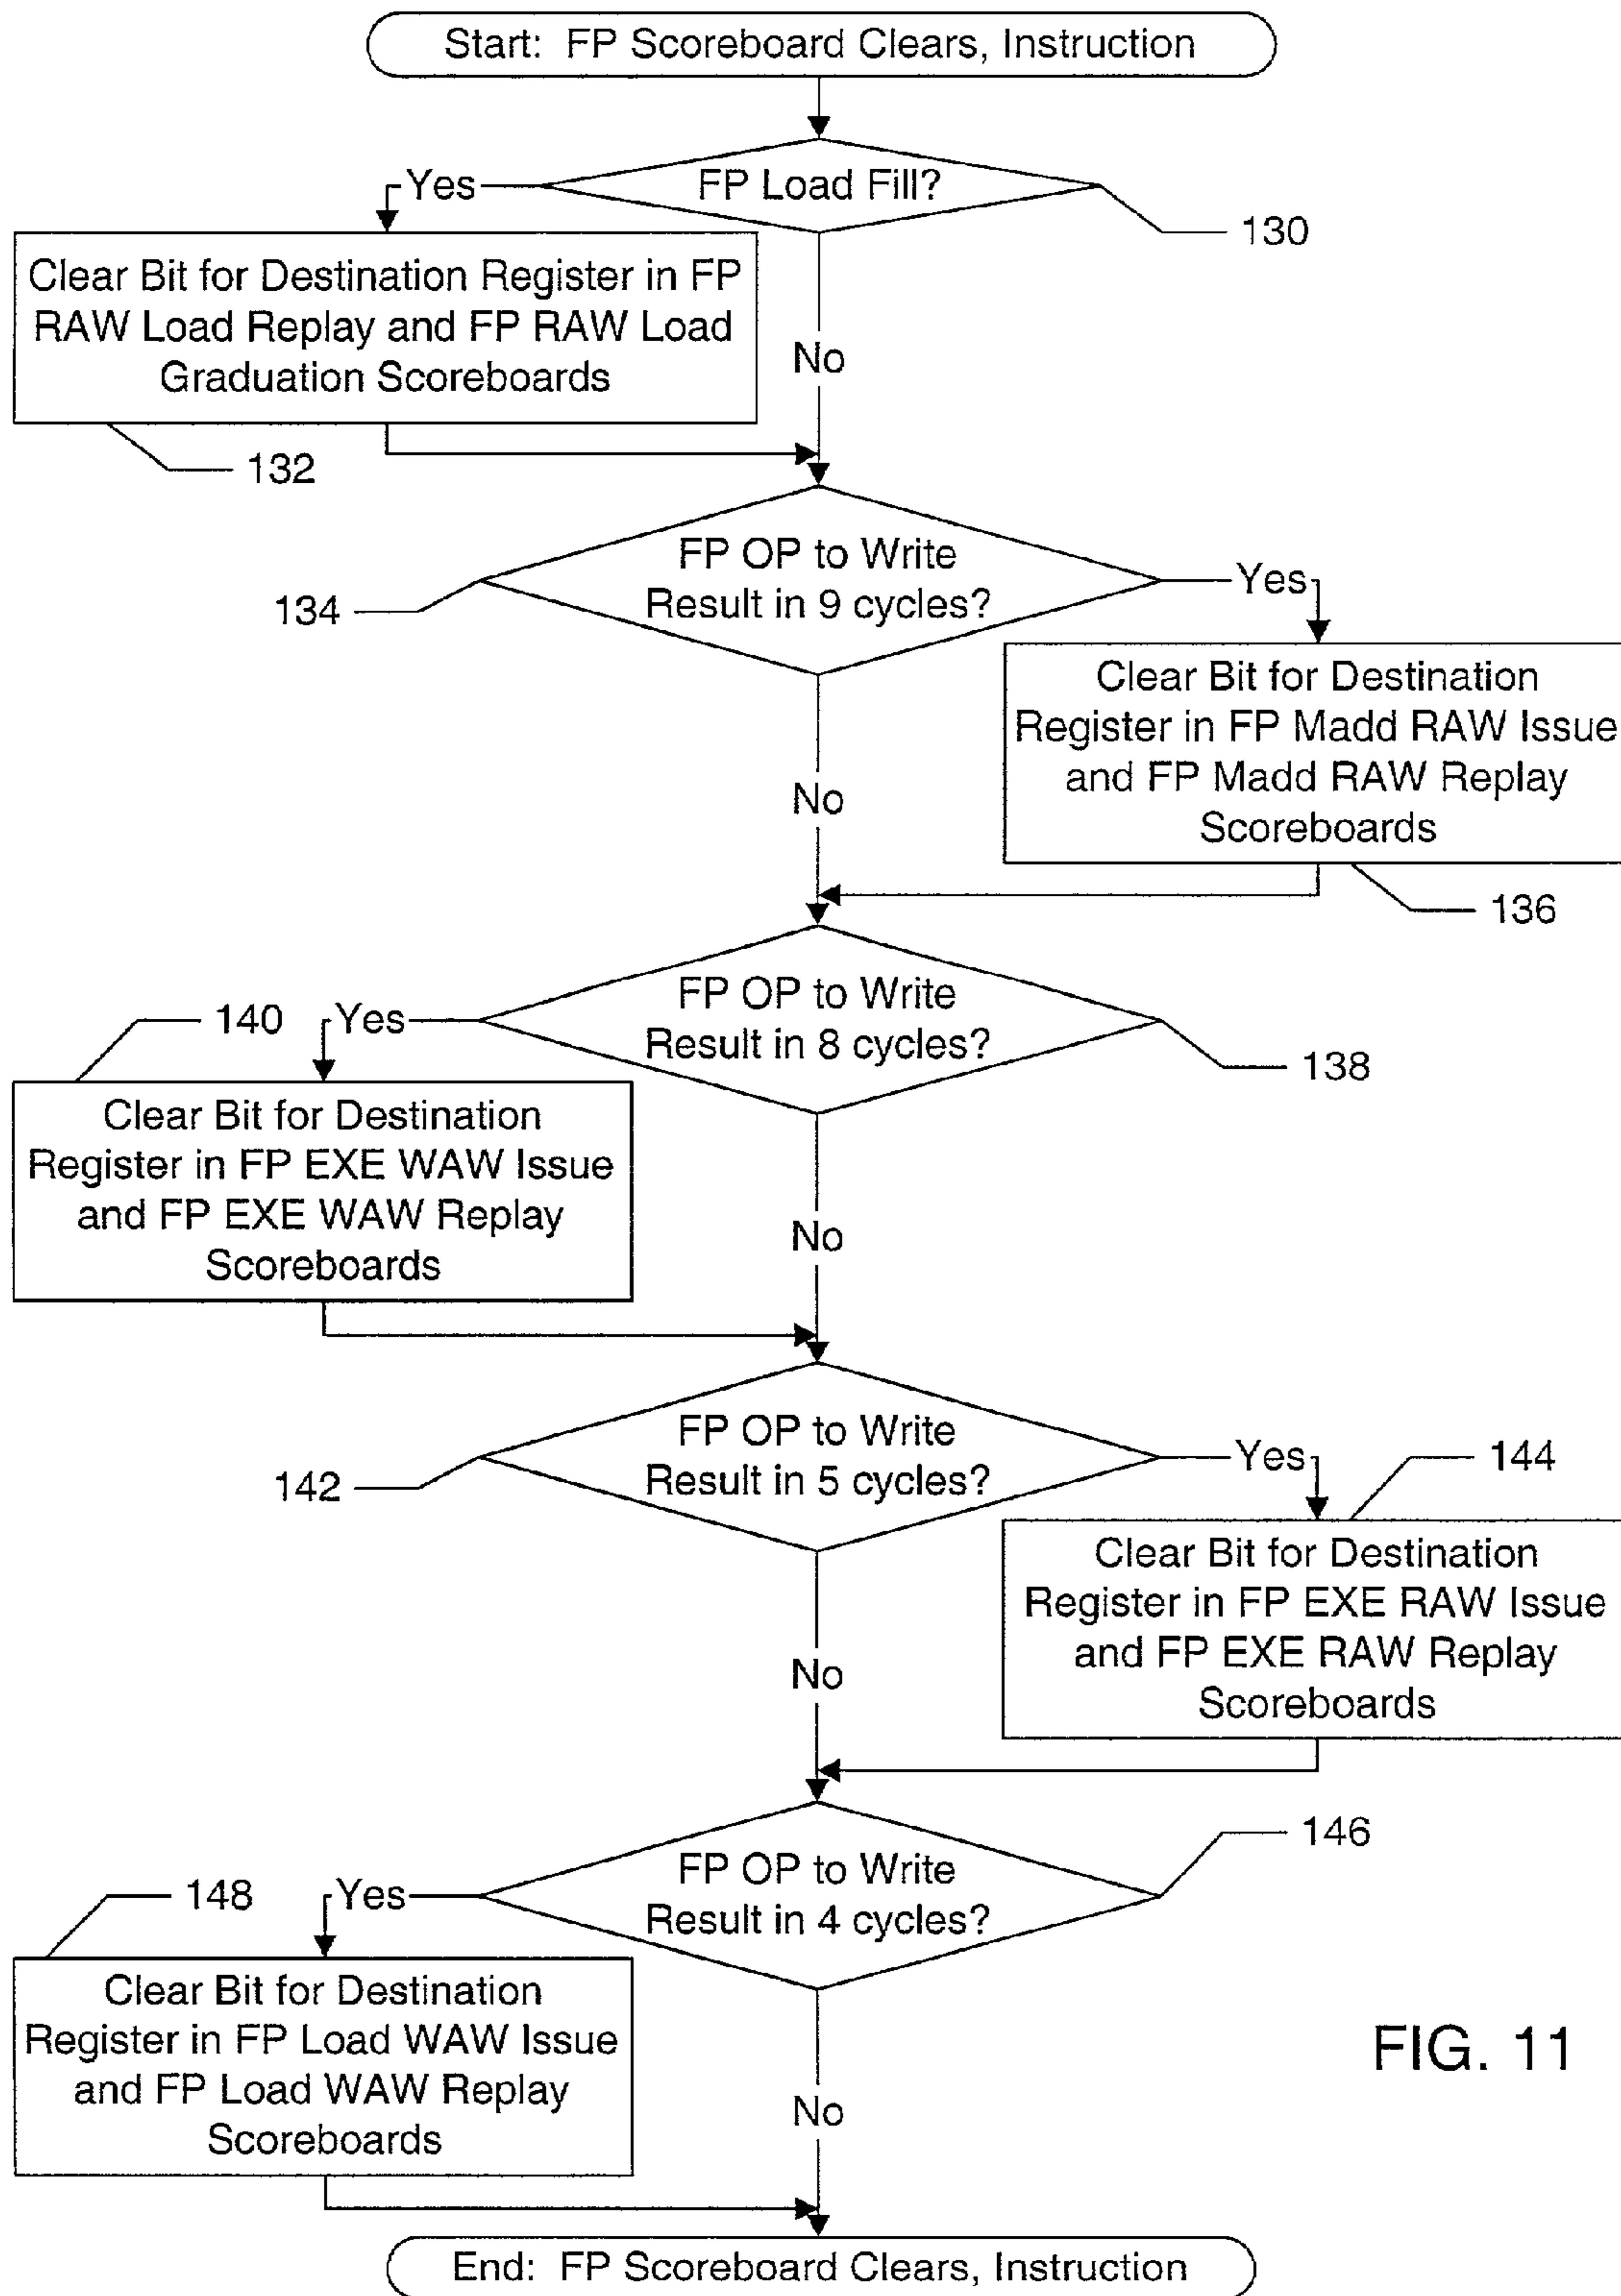 Start: FP Scoreboard Clears, Instruction
FP Load Fill?
Yes
130
Clear Bit for Destination Register in FP
RAW Load Replay and FP RAW Load
Graduation Scoreboards
No
132
FP OP to Write
Result in 9 cycles?
Yes
134
Clear Bit for Destination
Register in FP Madd RAW Issue
and FP Madd RAW Replay
Scoreboards
No
136
FP OP to Write
Result in 8 cycles?
140
Yes
138
Clear Bit for Destination
Register in FP EXE WAW Issue
and FP EXE WAW Replay
Scoreboards
No
FP OP to Write
Result in 5 cycles?
Yes
144
142
Clear Bit for Destination
Register in FP EXE RAW Issue
and FP EXE RAW Replay
Scoreboards
No
146
FP OP to Write
Result in 4 cycles?
148
Yes
Clear Bit for Destination
Register in FP Load WAW Issue
and FP Load WAW Replay
Scoreboards
No
FIG. 11
End: FP Scoreboard Clears, Instruction